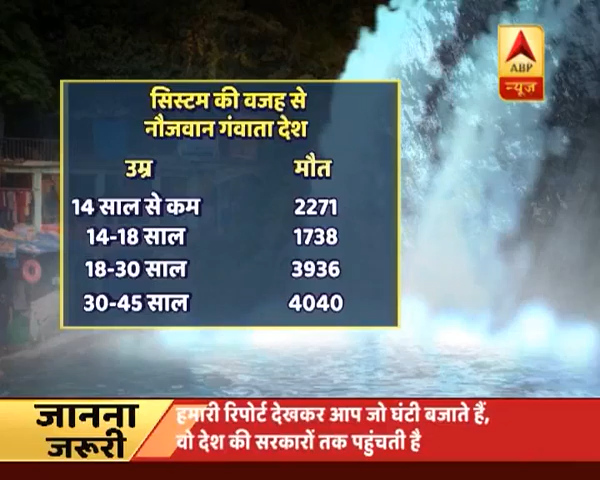 ABP
न्यूज़
सिस्टम की वजह से
नौजवान गंवाता देश
उम्र मौत
14 साल से कम 2271
14-18 साल 1738
18-30 साल 3936
30-45 साल 4040
जानना
जरूरी
हमारी रिपोर्ट देखकर आप जो घंटी बजाते हैं,
वो देश की सरकारों तक पहुंचती है